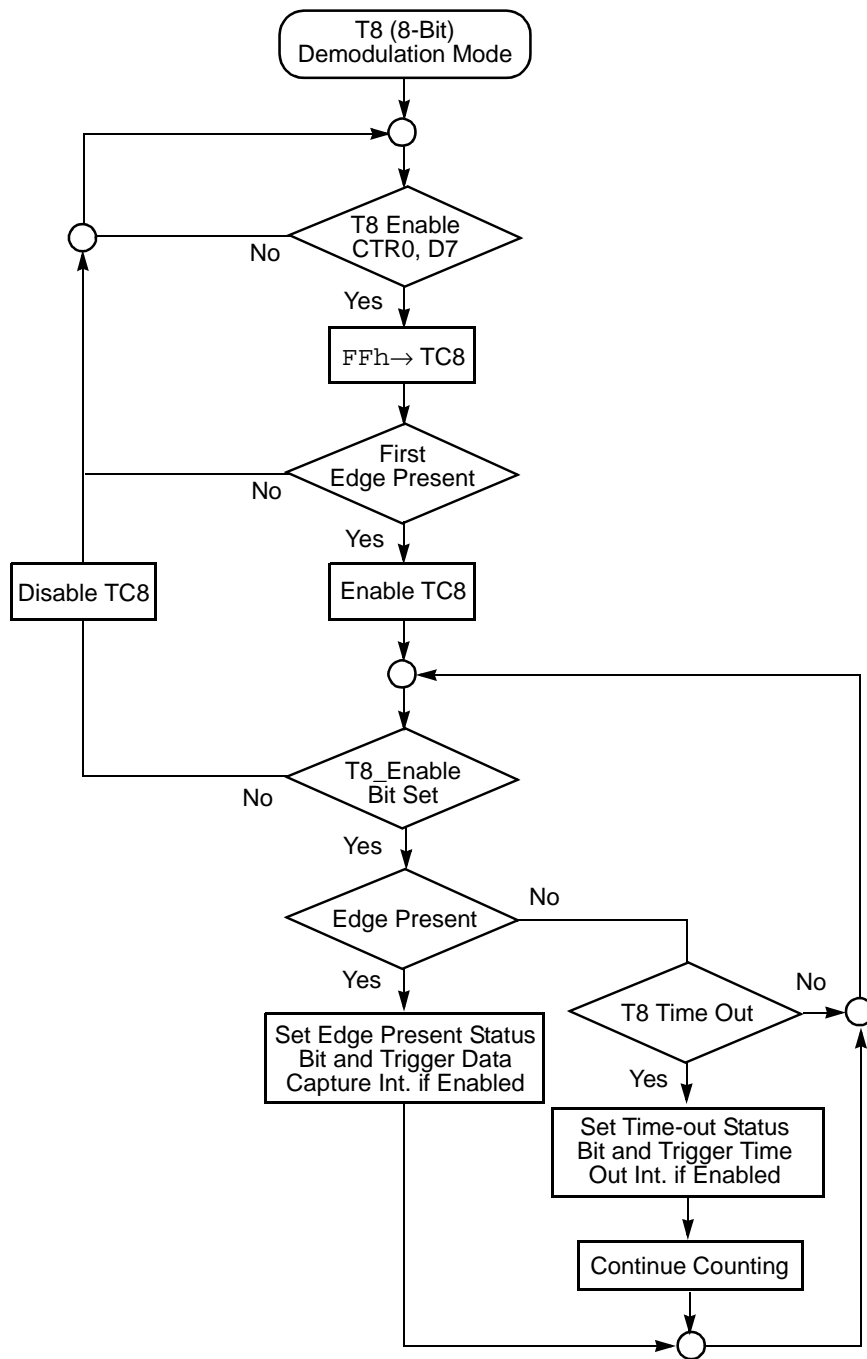 T8 (8-Bit)
Demodulation Mode
T8 Enable
CTR0, D7
No
Yes
FFh→ TC8
First
Edge Present
No
Yes
Disable TC8
Enable TC8
T8_Enable
Bit Set
No
Yes
Edge Present
No
Yes
T8 Time Out
No
Set Edge Present Status
Bit and Trigger Data
Capture Int. if Enabled
Yes
Set Time-out Status
Bit and Trigger Time
Out Int. if Enabled
Continue Counting